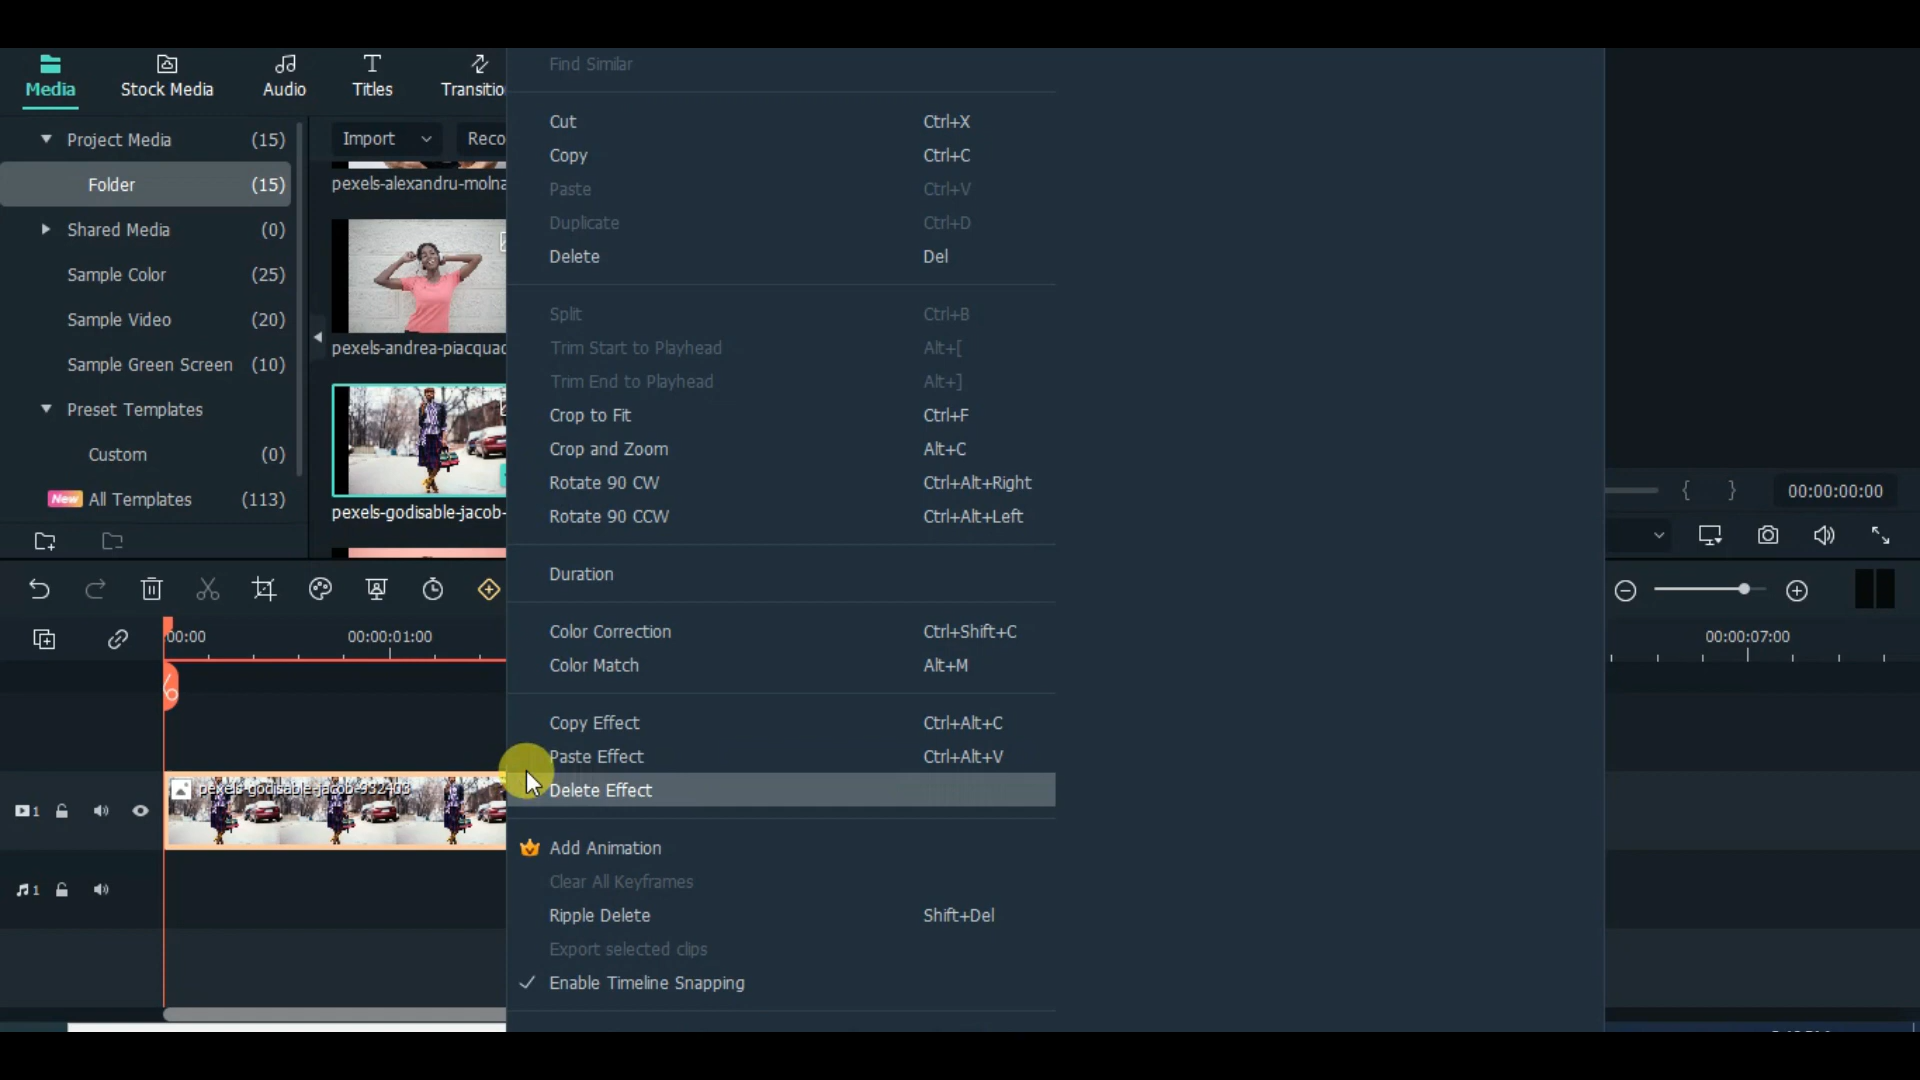 Media
Stock Media
Audio
Titles
Transitio
Project Media (15)
Folder (15)
Shared Media (0)
Sample Color (25)
Sample Video (20)
Sample Green Screen (10)
Preset Templates
Custom (0)
New All Templates (113)
Import
Reco
pexels-alexandru-molna
pexels-andrea-piacquad
pexels-godisable-jacob-
Find Similar
Cut Ctrl+X
Copy Ctrl+C
Paste Ctrl+V
Duplicate Ctrl+D
Delete Del
Split Ctrl+B
Trim Start to Playhead Alt+[
Trim End to Playhead Alt+]
Crop to Fit Ctrl+F
Crop and Zoom Alt+C
Rotate 90 CW Ctrl+Alt+Right
Rotate 90 CCW Ctrl+Alt+Left
Duration
Color Correction Ctrl+Shift+C
Color Match Alt+M
Copy Effect Ctrl+Alt+C
Paste Effect Ctrl+Alt+V
Delete Effect
Add Animation
Clear All Keyframes
Ripple Delete Shift+Del
Export selected clips
Enable Timeline Snapping
{ } 00:00:00:00
:00:00
00:00:01:00
00:00:07:00
1
pexels-godisable-jacob-932403
1